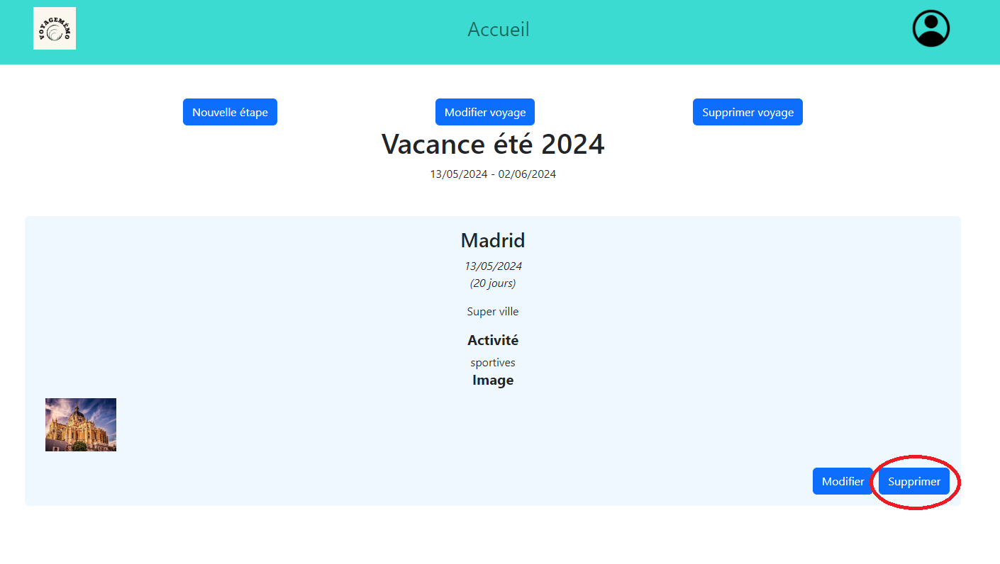 VOYAGEMÉMO
Accueil
Nouvelle étape
Modifier voyage
Supprimer voyage
Vacance été 2024
13/05/2024 - 02/06/2024
Madrid
13/05/2024
(20 jours)
Super ville
Activité
sportives
Image
Modifier
Supprimer